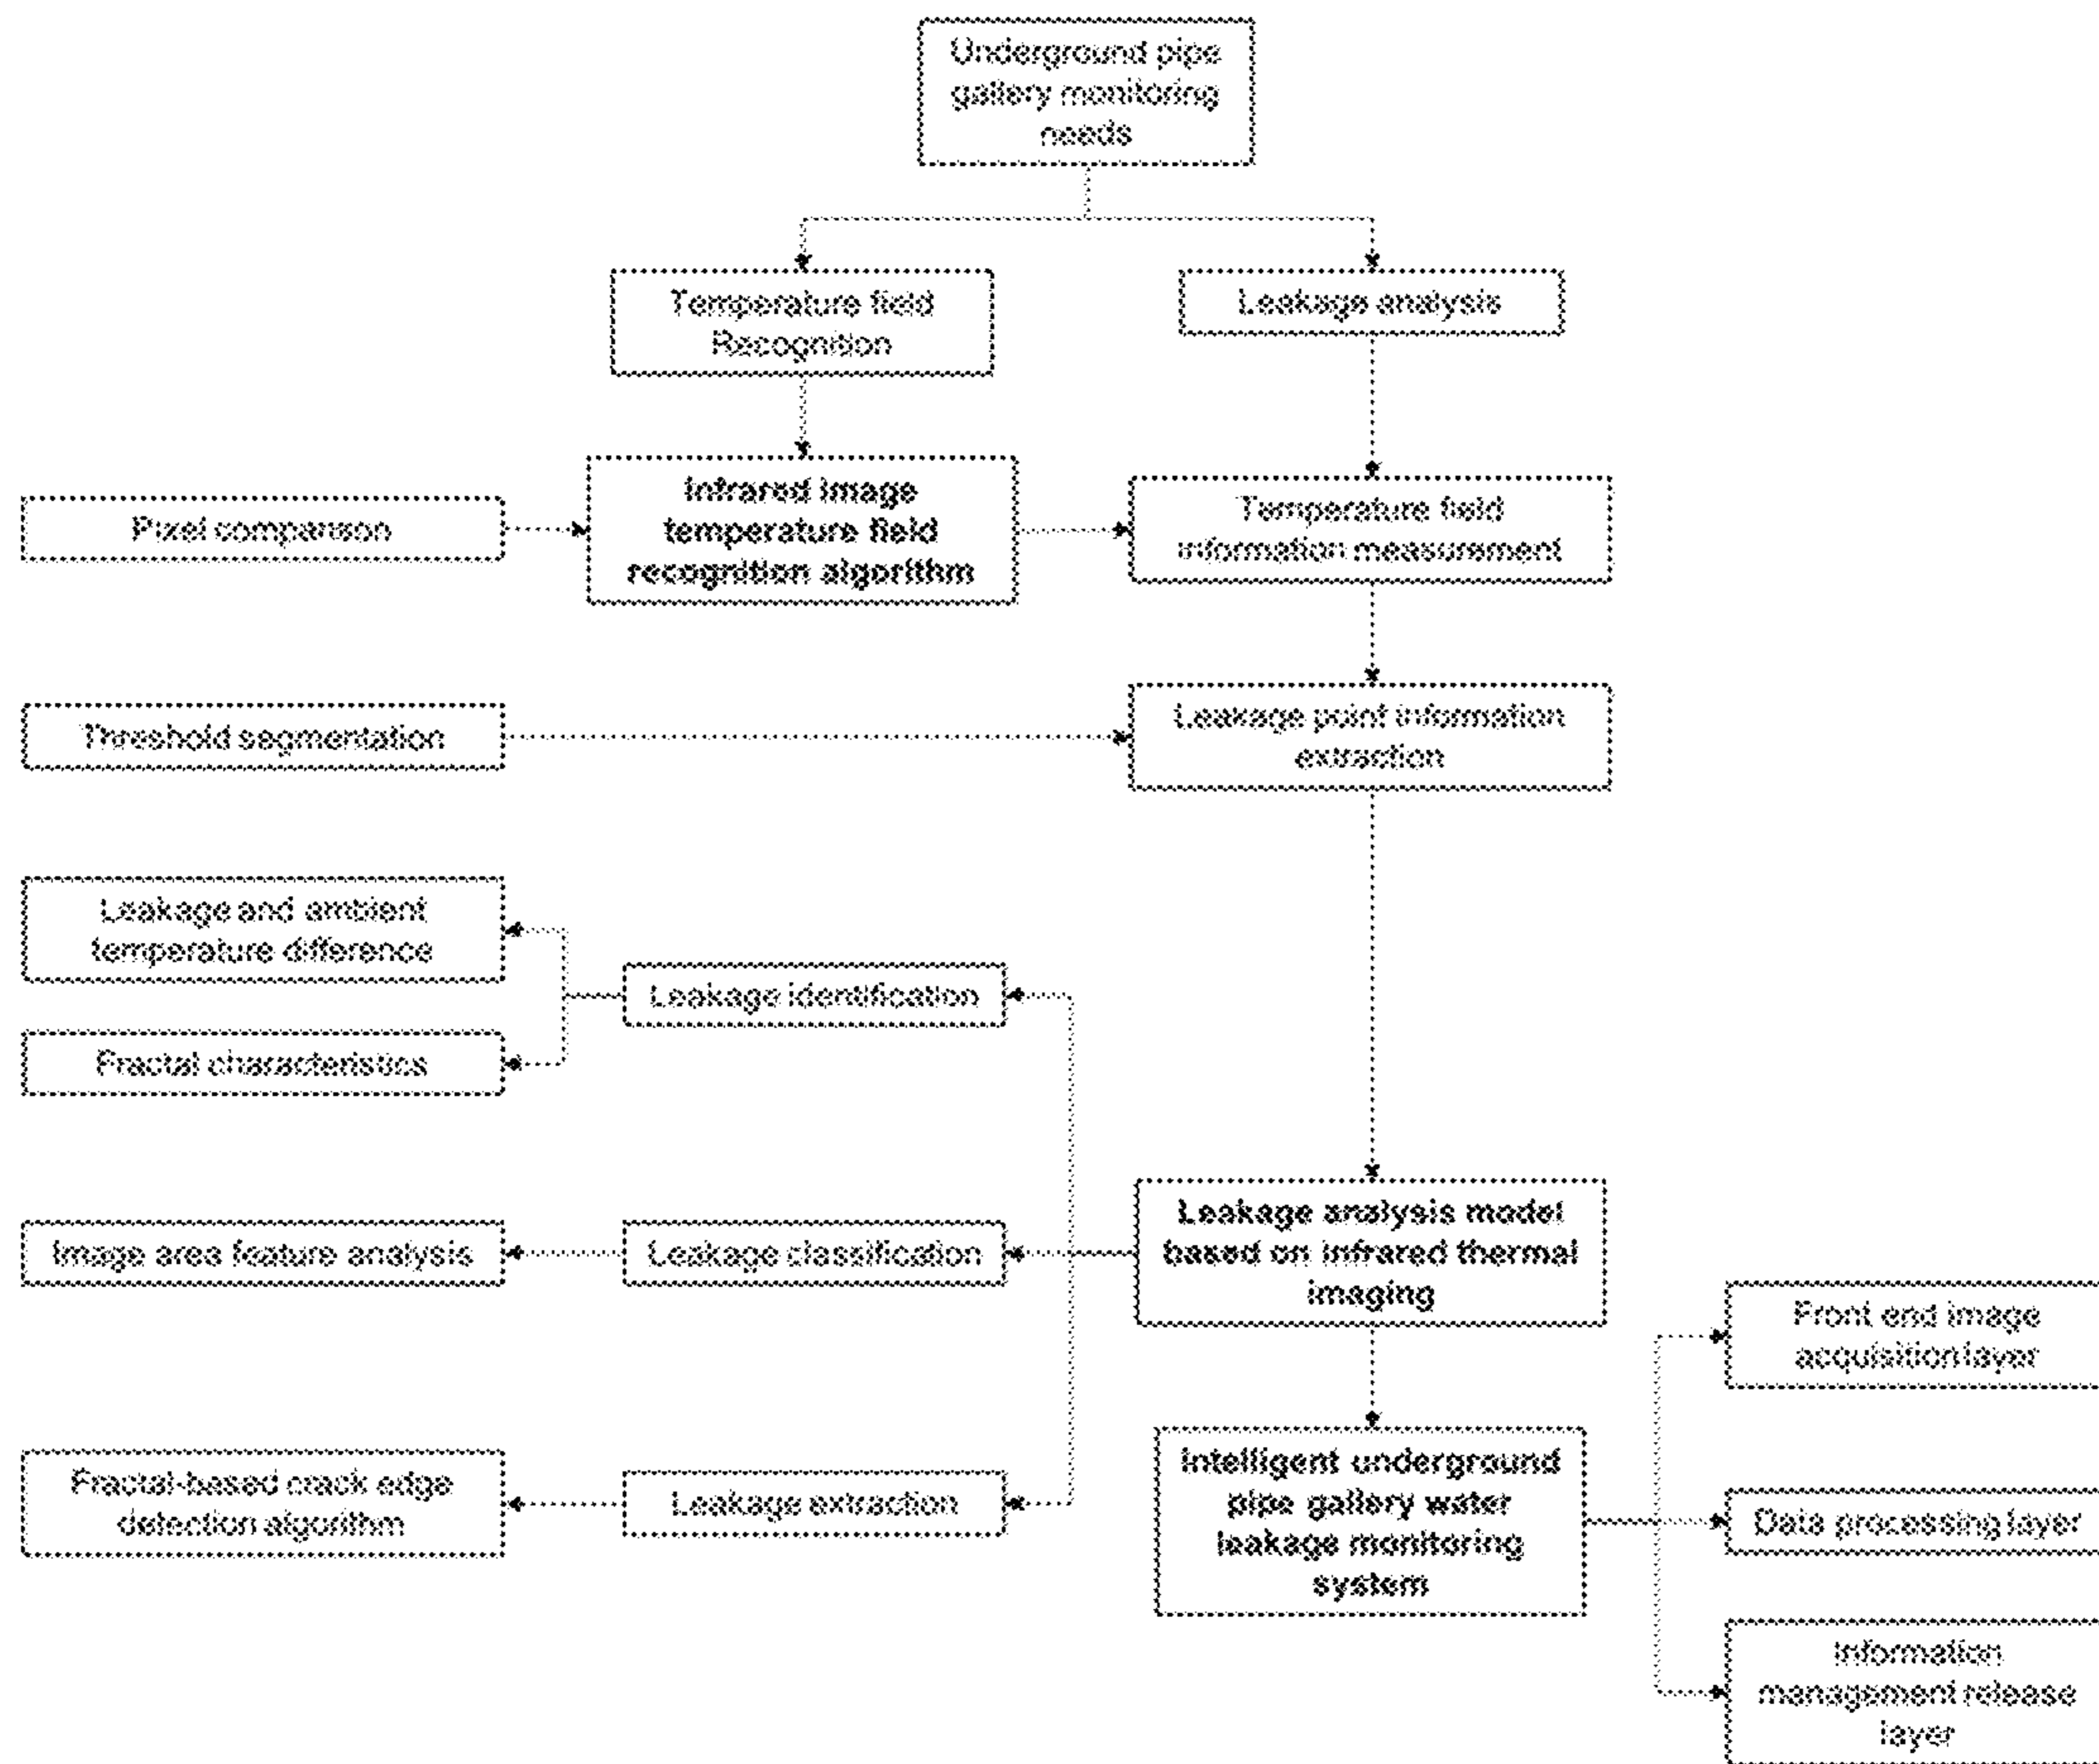 Underground pipe
gallery monitoring
needs
Temperature field
Recognition
Leakage analysis
Pizel comparison
Infrared image
temperature field
recognition algorithm
Temperature field
information measurement
Threshold segmentation
Leakage point information
extraction
Leakage and ambient
temperature difference
Leakage identification
Fractal characteristics
Leakage analysis model
based on infrared thermal
imaging
Image area feature analysis
Leakage classification
Front end image
acquisition layer
Fractal-based crack edge
detection algorithm
Leakage extraction
Intelligent underground
pipe gallery water
leakage monitoring
system
Data processing layer
Information
management release
layer